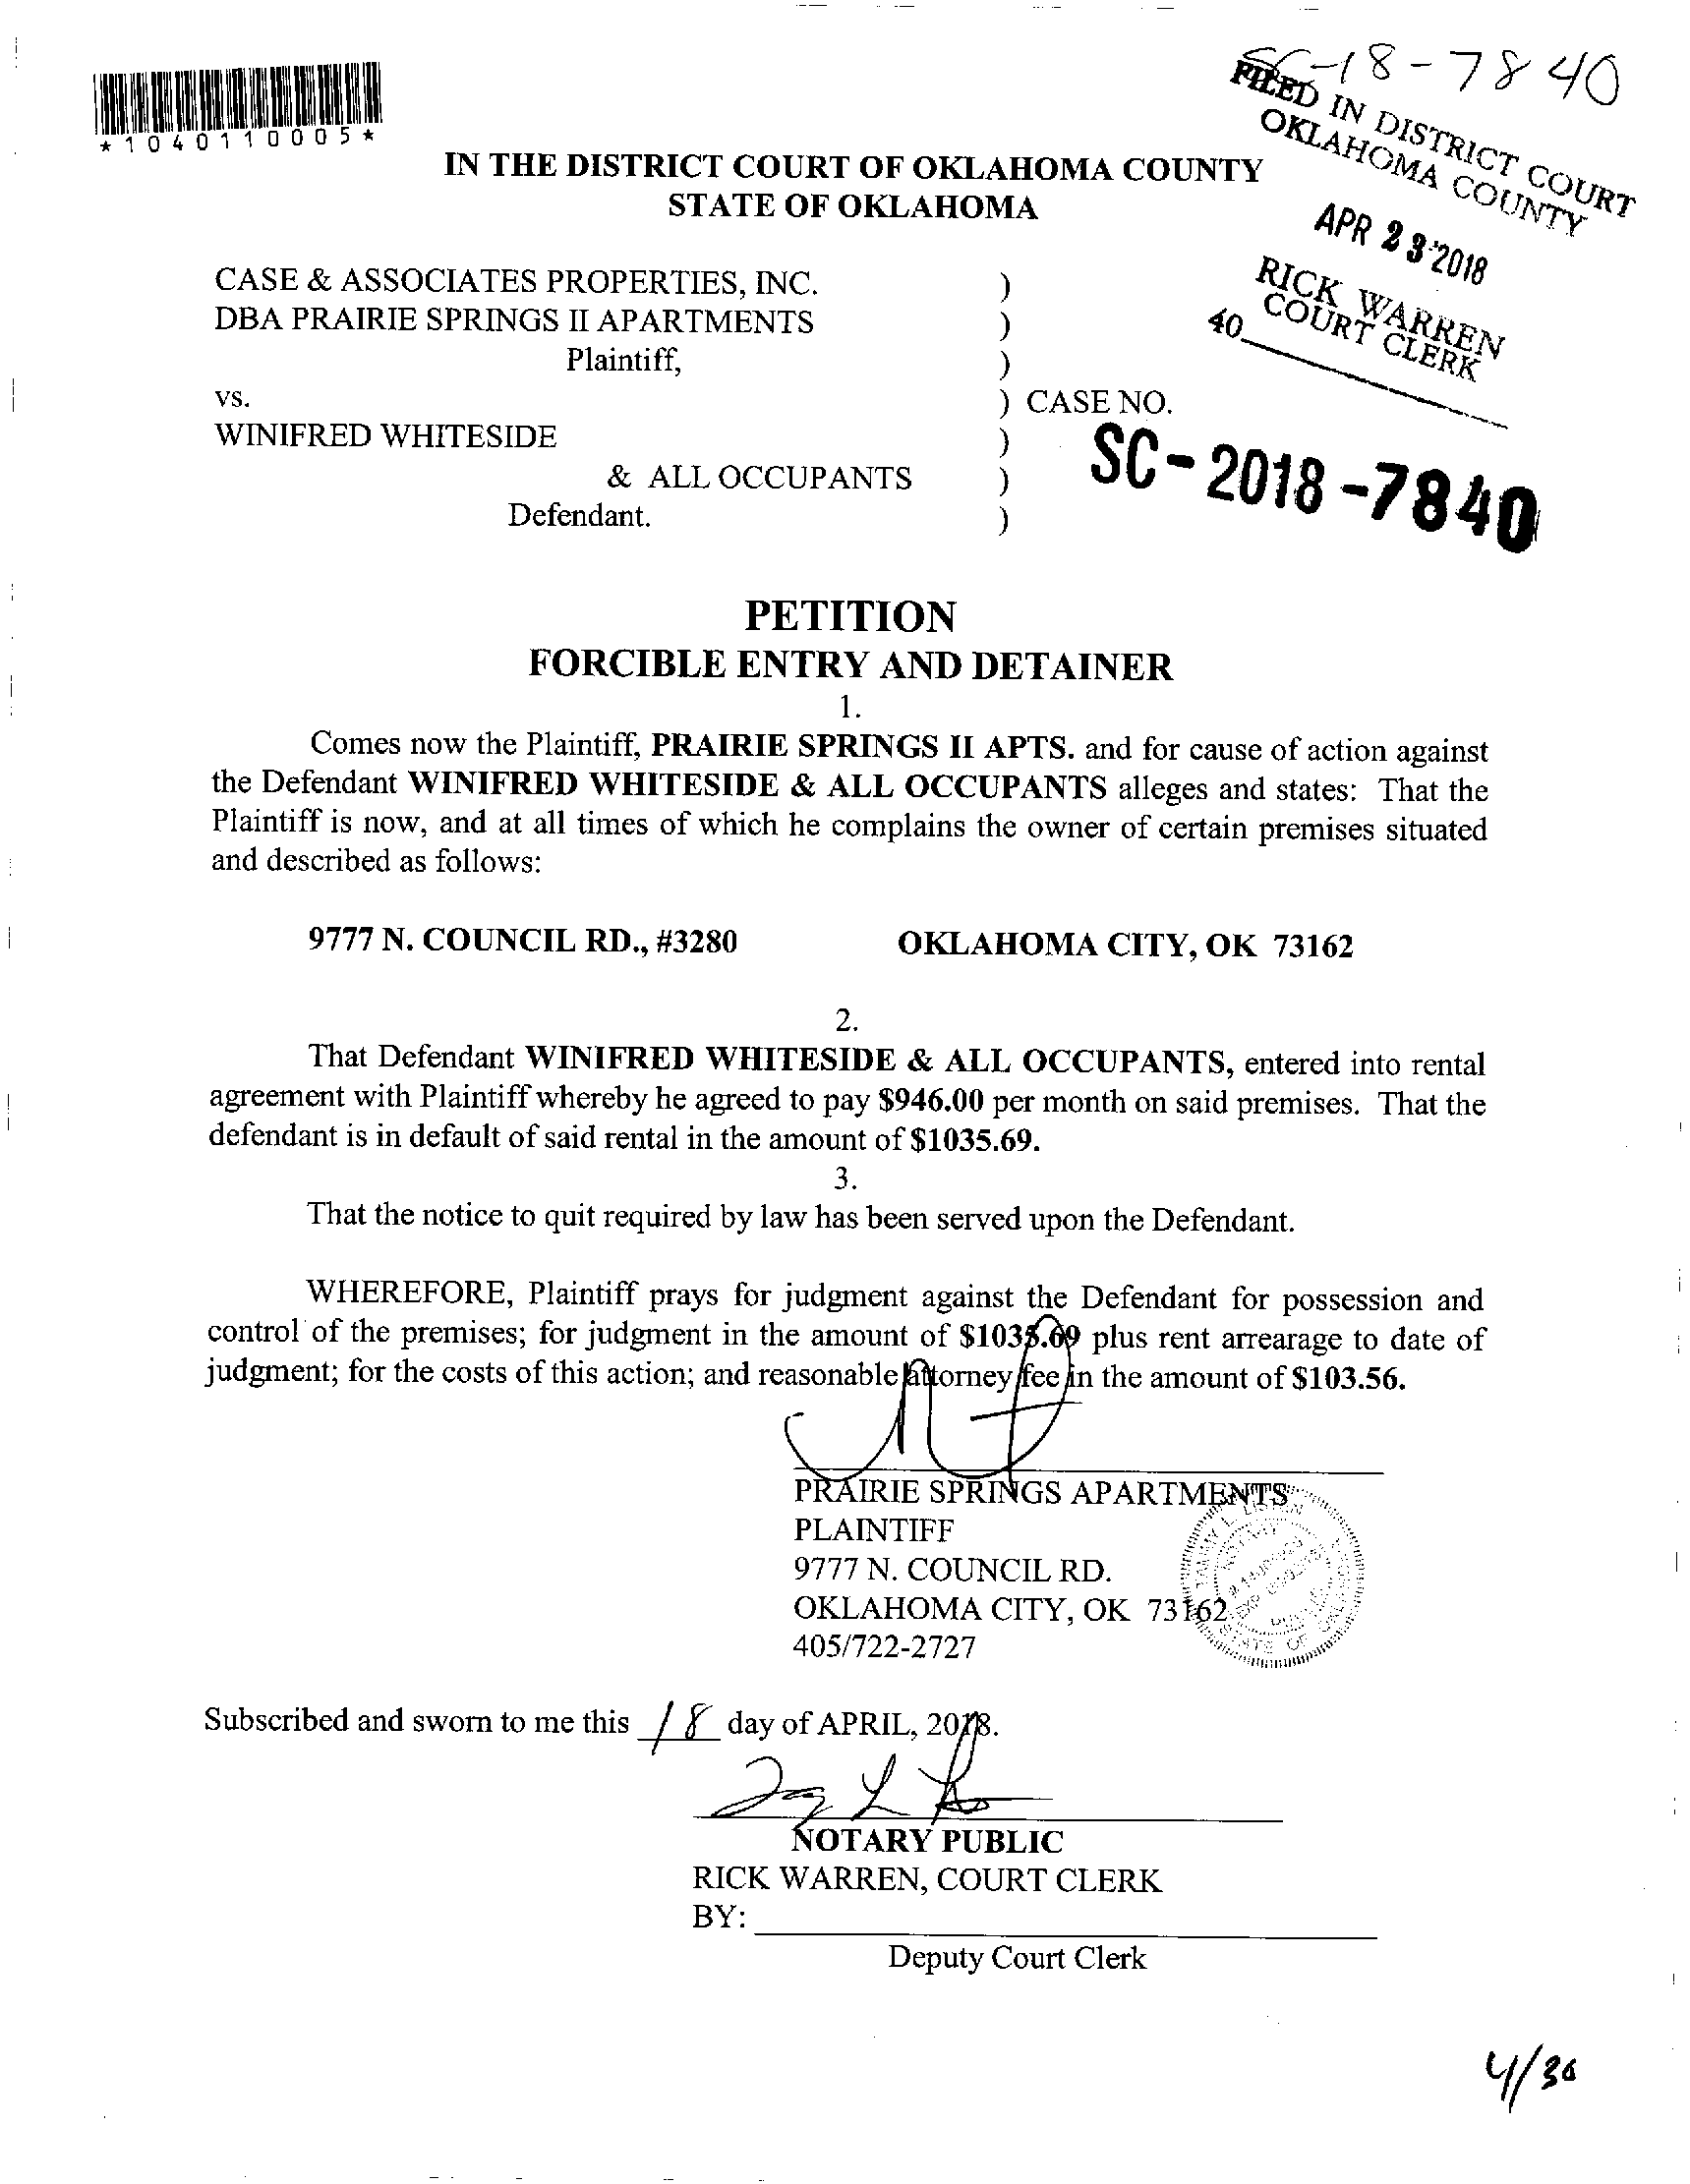 SC-18-7840
*1040110005*
FILED IN DISTRICT COURT
OKLAHOMA COUNTY
IN THE DISTRICT COURT OF OKLAHOMA COUNTY
STATE OF OKLAHOMA
APR 23 2018
RICK WARREN
COURT CLERK
40
CASE & ASSOCIATES PROPERTIES, INC. )
DBA PRAIRIE SPRINGS II APARTMENTS )
Plaintiff, )
vs. ) CASE NO.
WINIFRED WHITESIDE )
& ALL OCCUPANTS )
Defendant. )
SC-2018-7840
PETITION
FORCIBLE ENTRY AND DETAINER
1.
Comes now the Plaintiff, PRAIRIE SPRINGS II APTS. and for cause of action against
the Defendant WINIFRED WHITESIDE & ALL OCCUPANTS alleges and states: That the
Plaintiff is now, and at all times of which he complains the owner of certain premises situated
and described as follows:
9777 N. COUNCIL RD., #3280 OKLAHOMA CITY, OK 73162
2.
That Defendant WINIFRED WHITESIDE & ALL OCCUPANTS, entered into rental
agreement with Plaintiff whereby he agreed to pay $946.00 per month on said premises. That the
defendant is in default of said rental in the amount of $1035.69.
3.
That the notice to quit required by law has been served upon the Defendant.
WHEREFORE, Plaintiff prays for judgment against the Defendant for possession and
control of the premises; for judgment in the amount of $1035.69 plus rent arrearage to date of
judgment; for the costs of this action; and reasonable attorney fee in the amount of $103.56.
PRAIRIE SPRINGS APARTMENTS
PLAINTIFF
9777 N. COUNCIL RD.
OKLAHOMA CITY, OK 73162
405/722-2727
STATE OF
Subscribed and sworn to me this 18 day of APRIL, 2018.
NOTARY PUBLIC
RICK WARREN, COURT CLERK
BY:
Deputy Court Clerk
4/30